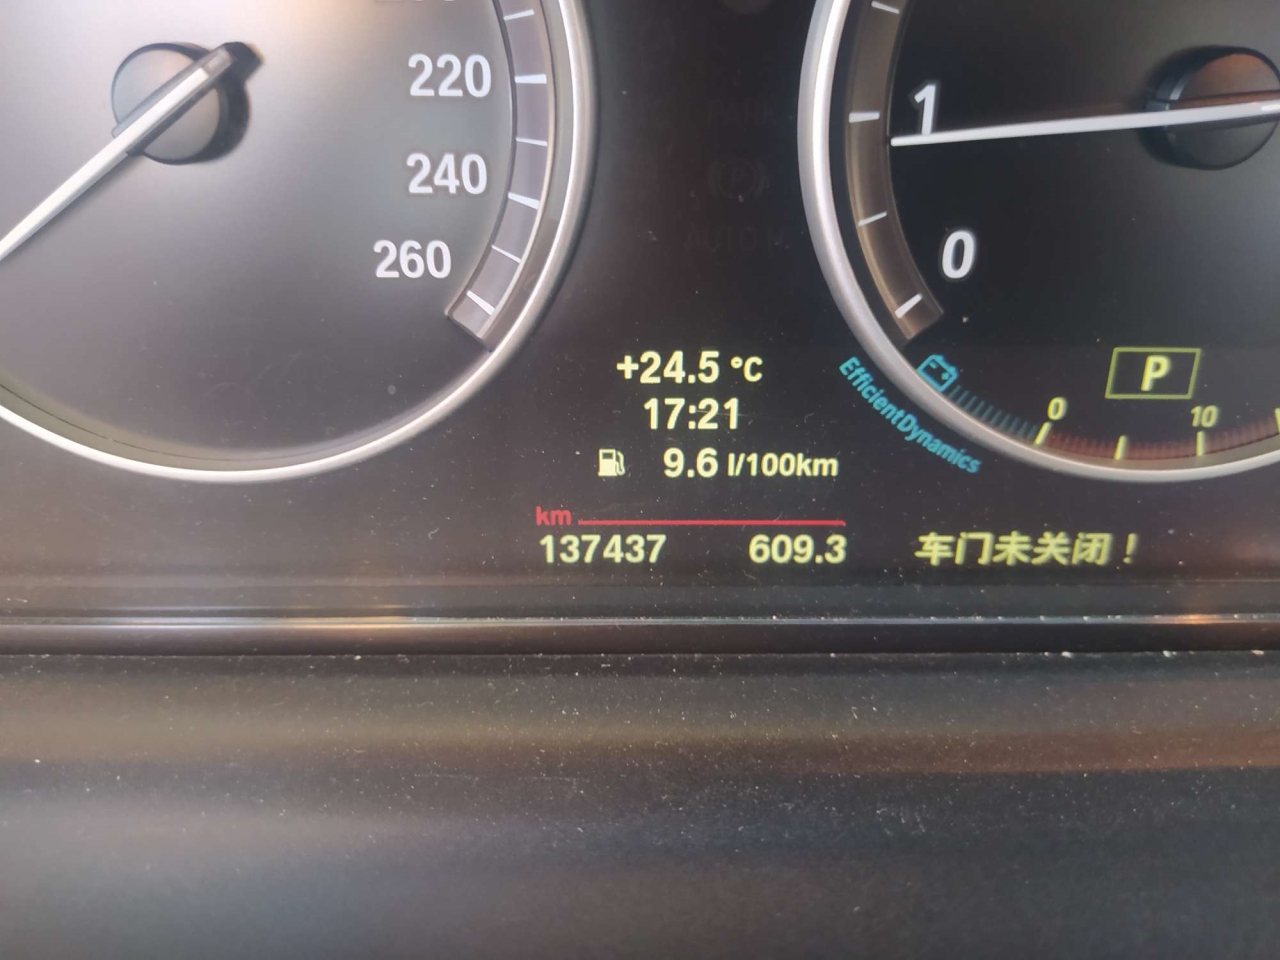 220
240
260
1
0
+24.5 °C
17:21
9.6 l/100km
EfficientDynamics
P
0
10
km
137437 609.3 车门未关闭！